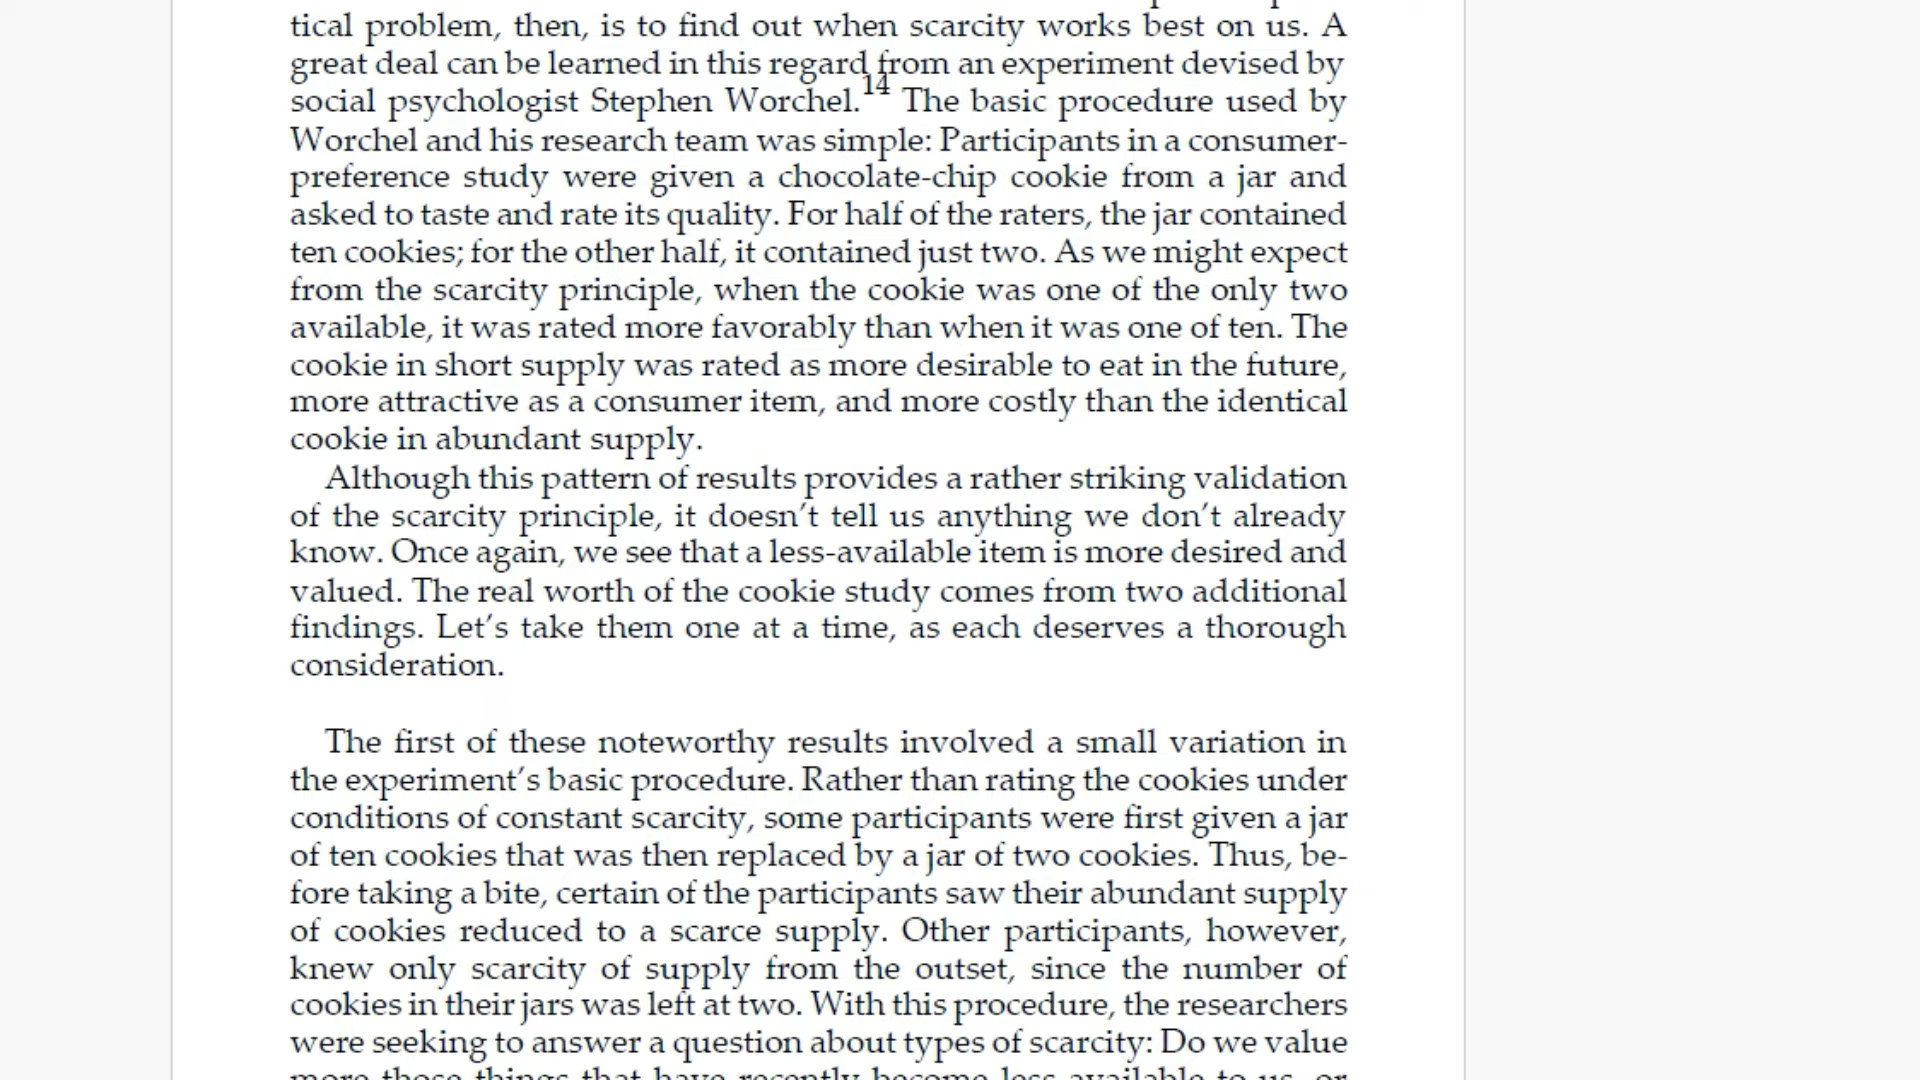 tical problem, then, is to find out when scarcity works best on us. A
great deal can be learned in this regard from an experiment devised by
social psychologist Stephen Worchel.14 The basic procedure used by
Worchel and his research team was simple: Participants in a consumer-
preference study were given a chocolate-chip cookie from a jar and
asked to taste and rate its quality. For half of the raters, the jar contained
ten cookies; for the other half, it contained just two. As we might expect
from the scarcity principle, when the cookie was one of the only two
available, it was rated more favorably than when it was one of ten. The
cookie in short supply was rated as more desirable to eat in the future,
more attractive as a consumer item, and more costly than the identical
cookie in abundant supply.
Although this pattern of results provides a rather striking validation
of the scarcity principle, it doesn’t tell us anything we don’t already
know. Once again, we see that a less-available item is more desired and
valued. The real worth of the cookie study comes from two additional
findings. Let’s take them one at a time, as each deserves a thorough
consideration.
The first of these noteworthy results involved a small variation in
the experiment’s basic procedure. Rather than rating the cookies under
conditions of constant scarcity, some participants were first given a jar
of ten cookies that was then replaced by a jar of two cookies. Thus, be-
fore taking a bite, certain of the participants saw their abundant supply
of cookies reduced to a scarce supply. Other participants, however,
knew only scarcity of supply from the outset, since the number of
cookies in their jars was left at two. With this procedure, the researchers
were seeking to answer a question about types of scarcity: Do we value
more those things that have recently become less available to us, or